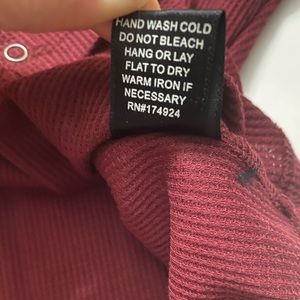 HAND WASH COLD
DO NOT BLEACH
HANG OR LAY
FLAT TO DRY
WARM IRON IF
NECESSARY
RN#174924